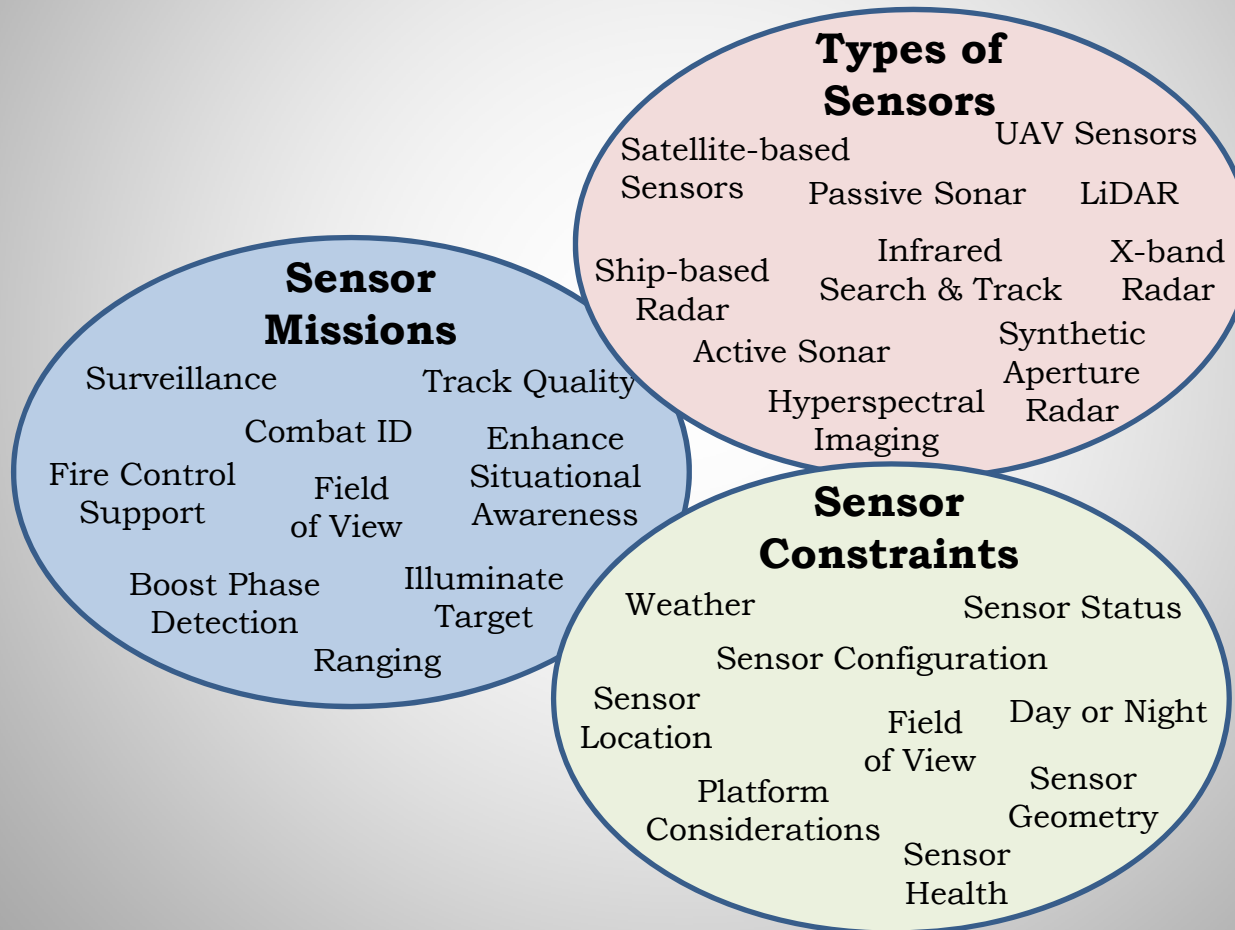 Types of
Sensors
UAV Sensors
Satellite-based
Sensors
Passive Sonar
LiDAR
Infrared
Search & Track
X-band
Radar
Ship-based
Radar
Active Sonar
Synthetic
Aperture
Radar
Hyperspectral
Imaging
Sensor
Missions
Surveillance
Track Quality
Combat ID
Enhance
Situational
Awareness
Fire Control
Support
Field
of View
Boost Phase
Detection
Illuminate
Target
Ranging
Sensor
Constraints
Weather
Sensor Status
Sensor Configuration
Sensor
Location
Field
of View
Day or Night
Platform
Considerations
Sensor
Geometry
Sensor
Health